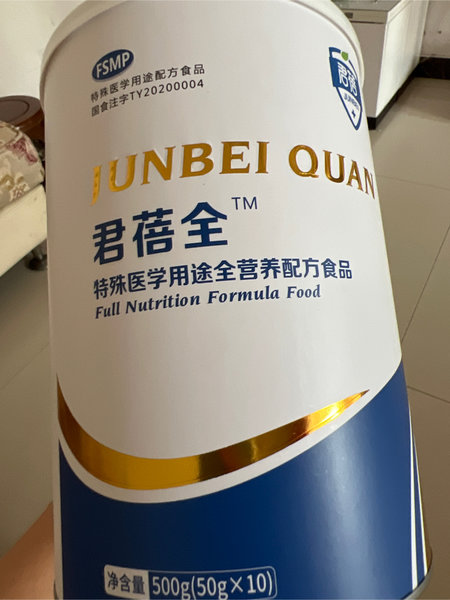 FSMP
特殊医学用途配方食品
国食注字TY20200004
君蓓
JUNBEI QUAN
君蓓全™
特殊医学用途全营养配方食品
Full Nutrition Formula Food
净含量 500g(50g×10)